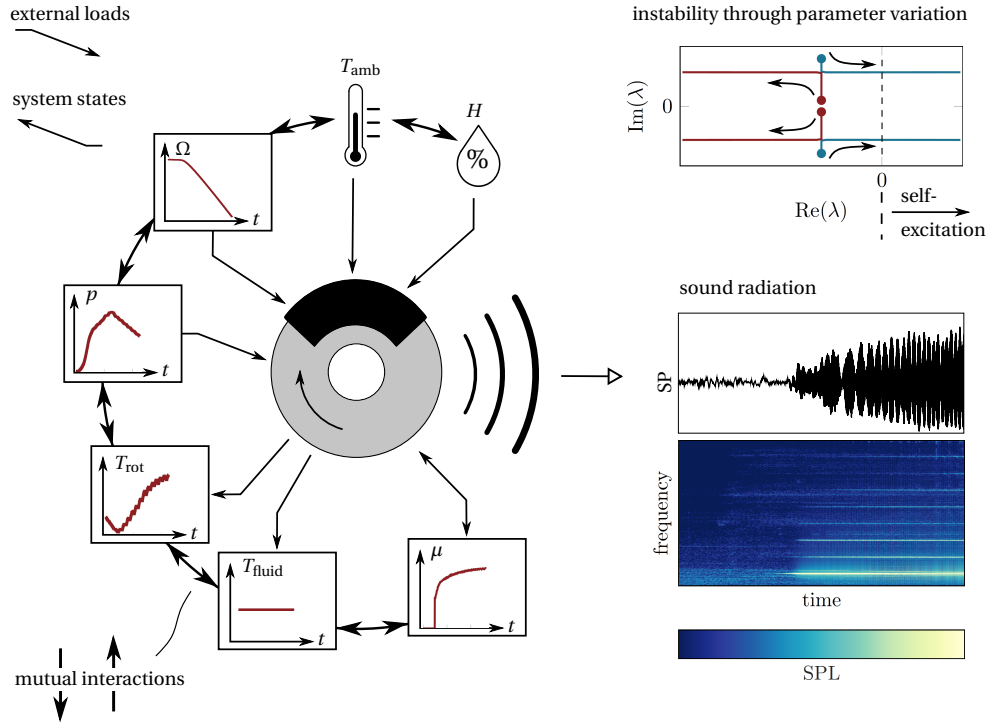 external loads
system states
T_amb
H
%
Ω
t
p
t
T_rot
t
T_fluid
t
μ
t
mutual interactions
instability through parameter variation
Im(λ)
0
0
Re(λ)
self-
excitation
sound radiation
SP
frequency
time
SPL